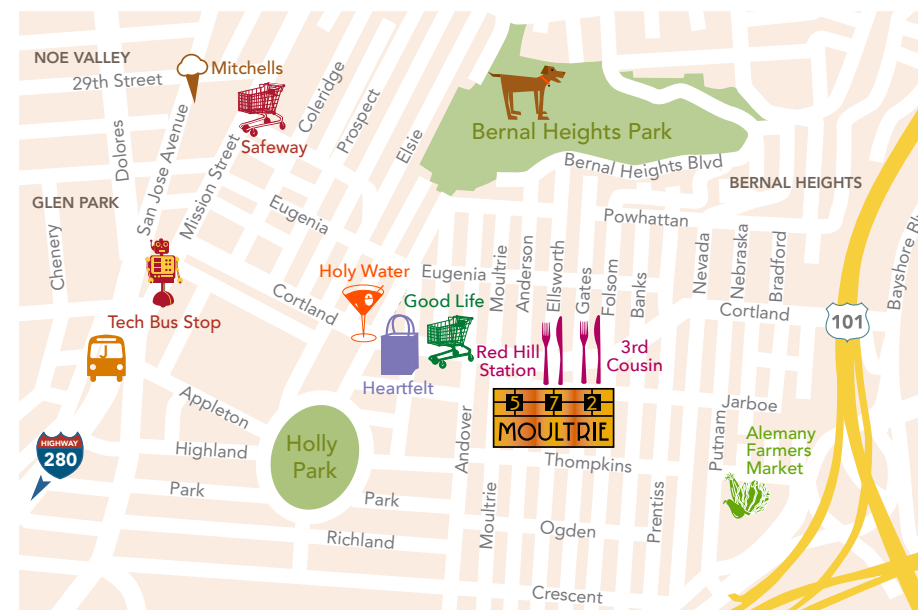 NOE VALLEY
29th Street
Mitchells
Safeway
Coleridge
Prospect
Elsie
Dolores
San Jose Avenue
Mission Street
Bernal Heights Park
Bernal Heights Blvd
BERNAL HEIGHTS
GLEN PARK
Chenery
Eugenia
Powhattan
Holy Water
Eugenia
Moultrie
Anderson
Ellsworth
Gates
Folsom
Banks
Nevada
Nebraska
Bradford
Bayshore
Cortland
Good Life
Cortland
101
Tech Bus Stop
J
Heartfelt
Red Hill
Station
3rd
Cousin
5 7 2
MOULTRIE
Appleton
Jarboe
Putnam
Alemany
Farmers
Market
Andover
Holly
Park
Highland
HIGHWAY
280
Thompkins
Park
Park
Moultrie
Prentiss
Ogden
Richland
Crescent